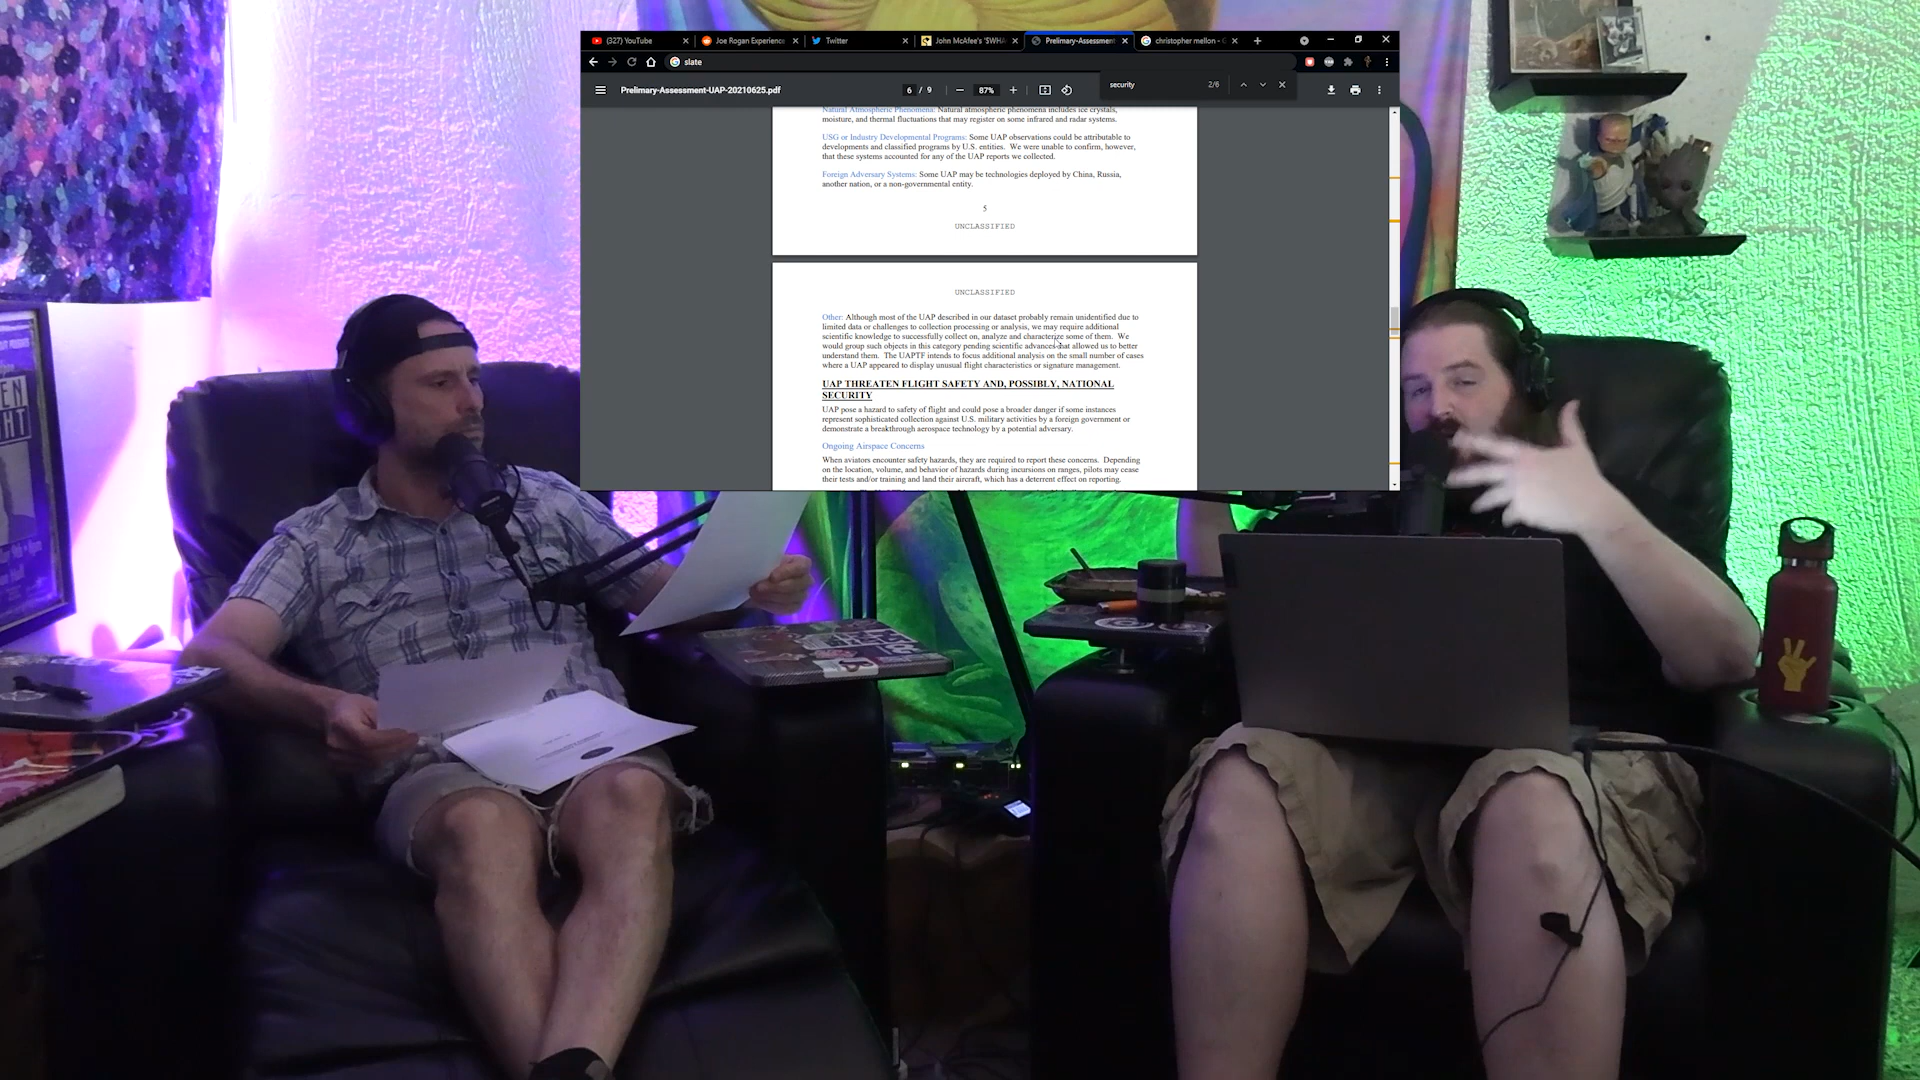 (327) YouTube
Joe Rogan Experience
Twitter
John McAfee's '$WHA
Prelimary-Assessment
christopher mellon - G
slate
Prelimary-Assessment-UAP-20210625.pdf
6 / 9
87%
security
2/6
Natural Atmospheric Phenomena: Natural atmospheric phenomena includes ice crystals,
moisture, and thermal fluctuations that may register on some infrared and radar systems.
USG or Industry Developmental Programs: Some UAP observations could be attributable to
developments and classified programs by U.S. entities. We were unable to confirm, however,
that these systems accounted for any of the UAP reports we collected.
Foreign Adversary Systems: Some UAP may be technologies deployed by China, Russia,
another nation, or a non-governmental entity.
5
UNCLASSIFIED
UNCLASSIFIED
Other: Although most of the UAP described in our dataset probably remain unidentified due to
limited data or challenges to collection processing or analysis, we may require additional
scientific knowledge to successfully collect on, analyze and characterize some of them. We
would group such objects in this category pending scientific advances that allowed us to better
understand them. The UAPTF intends to focus additional analysis on the small number of cases
where a UAP appeared to display unusual flight characteristics or signature management.
UAP THREATEN FLIGHT SAFETY AND, POSSIBLY, NATIONAL
SECURITY
UAP pose a hazard to safety of flight and could pose a broader danger if some instances
represent sophisticated collection against U.S. military activities by a foreign government or
demonstrate a breakthrough aerospace technology by a potential adversary.
Ongoing Airspace Concerns
When aviators encounter safety hazards, they are required to report these concerns. Depending
on the location, volume, and behavior of hazards during incursions on ranges, pilots may cease
their tests and/or training and land their aircraft, which has a deterrent effect on reporting.